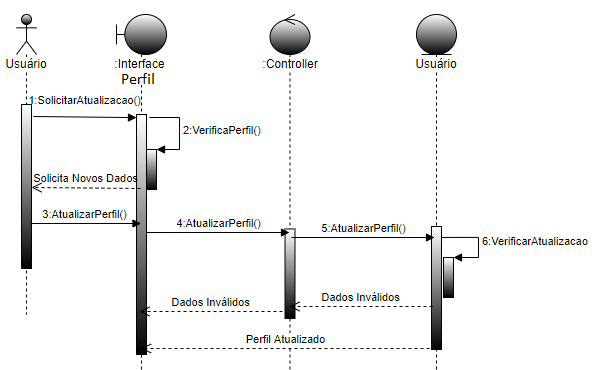 Usuário
:Interface
Perfil
:Controller
Usuário
1:SolicitarAtualizacao()
2:VerificaPerfil()
Solicita Novos Dados
3:AtualizarPerfil()
4:AtualizarPerfil()
5:AtualizarPerfil()
6:VerificarAtualizacao
Dados Inválidos
Dados Inválidos
Perfil Atualizado